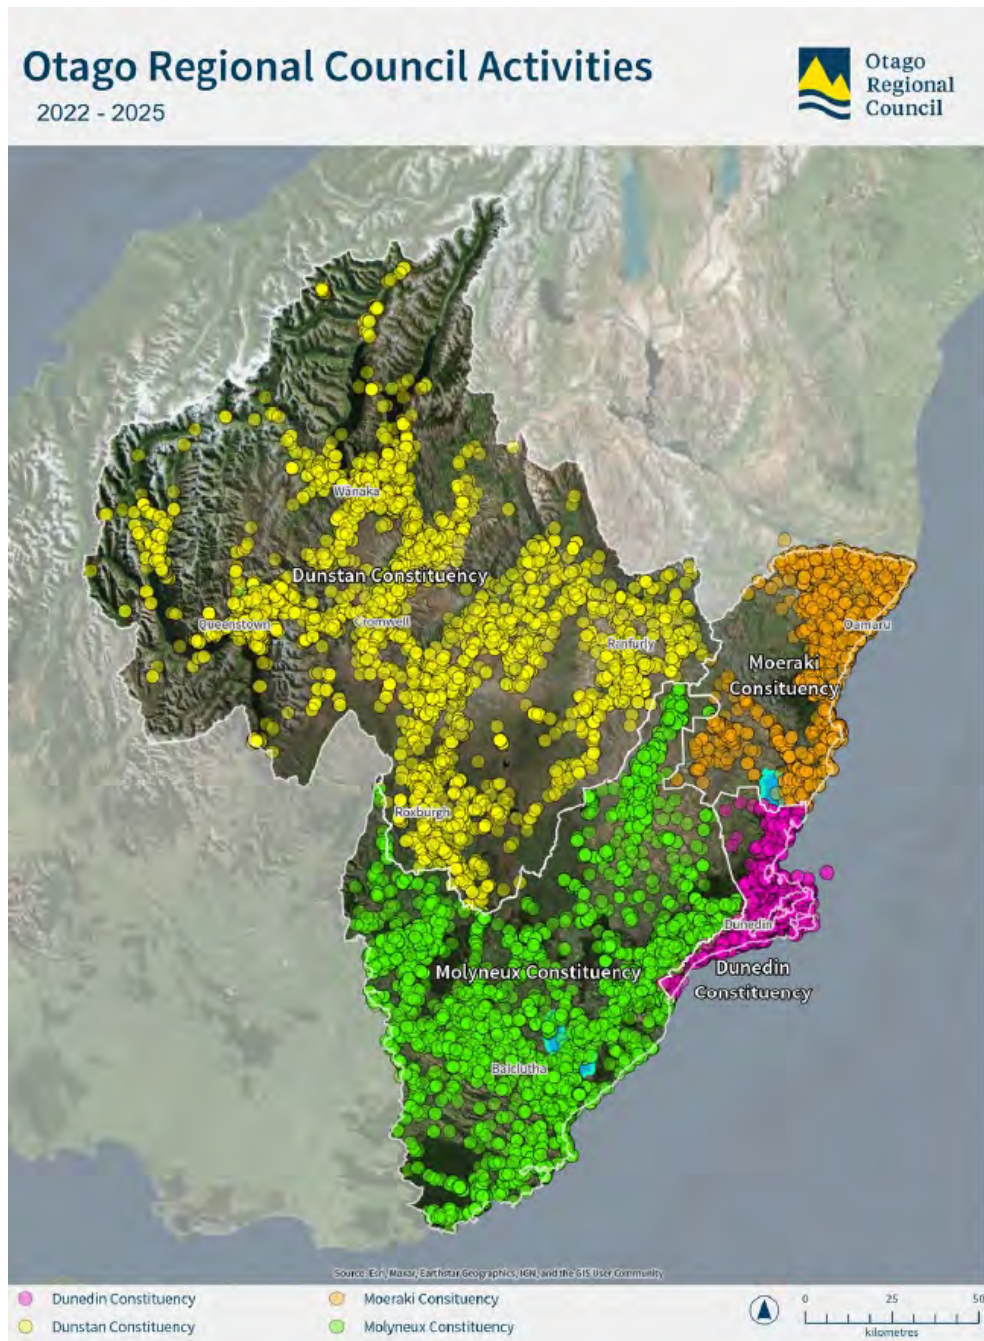 Otago Regional Council Activities
2022 - 2025
Otago
Regional
Council
Wānaka
Dunstan Constituency
Queenstown
Cromwell
Ranfurly
Oamaru
Moeraki
Consituency
Roxburgh
Dunedin
Molyneux Constituency
Dunedin
Constituency
Balclutha
Source: Esri, Maxar, Earthstar Geographics, IGN, and the GIS User Community
Dunedin Constituency
Moeraki Consituency
0 25 50
Dunstan Constituency
Molyneux Constituency
kilometres